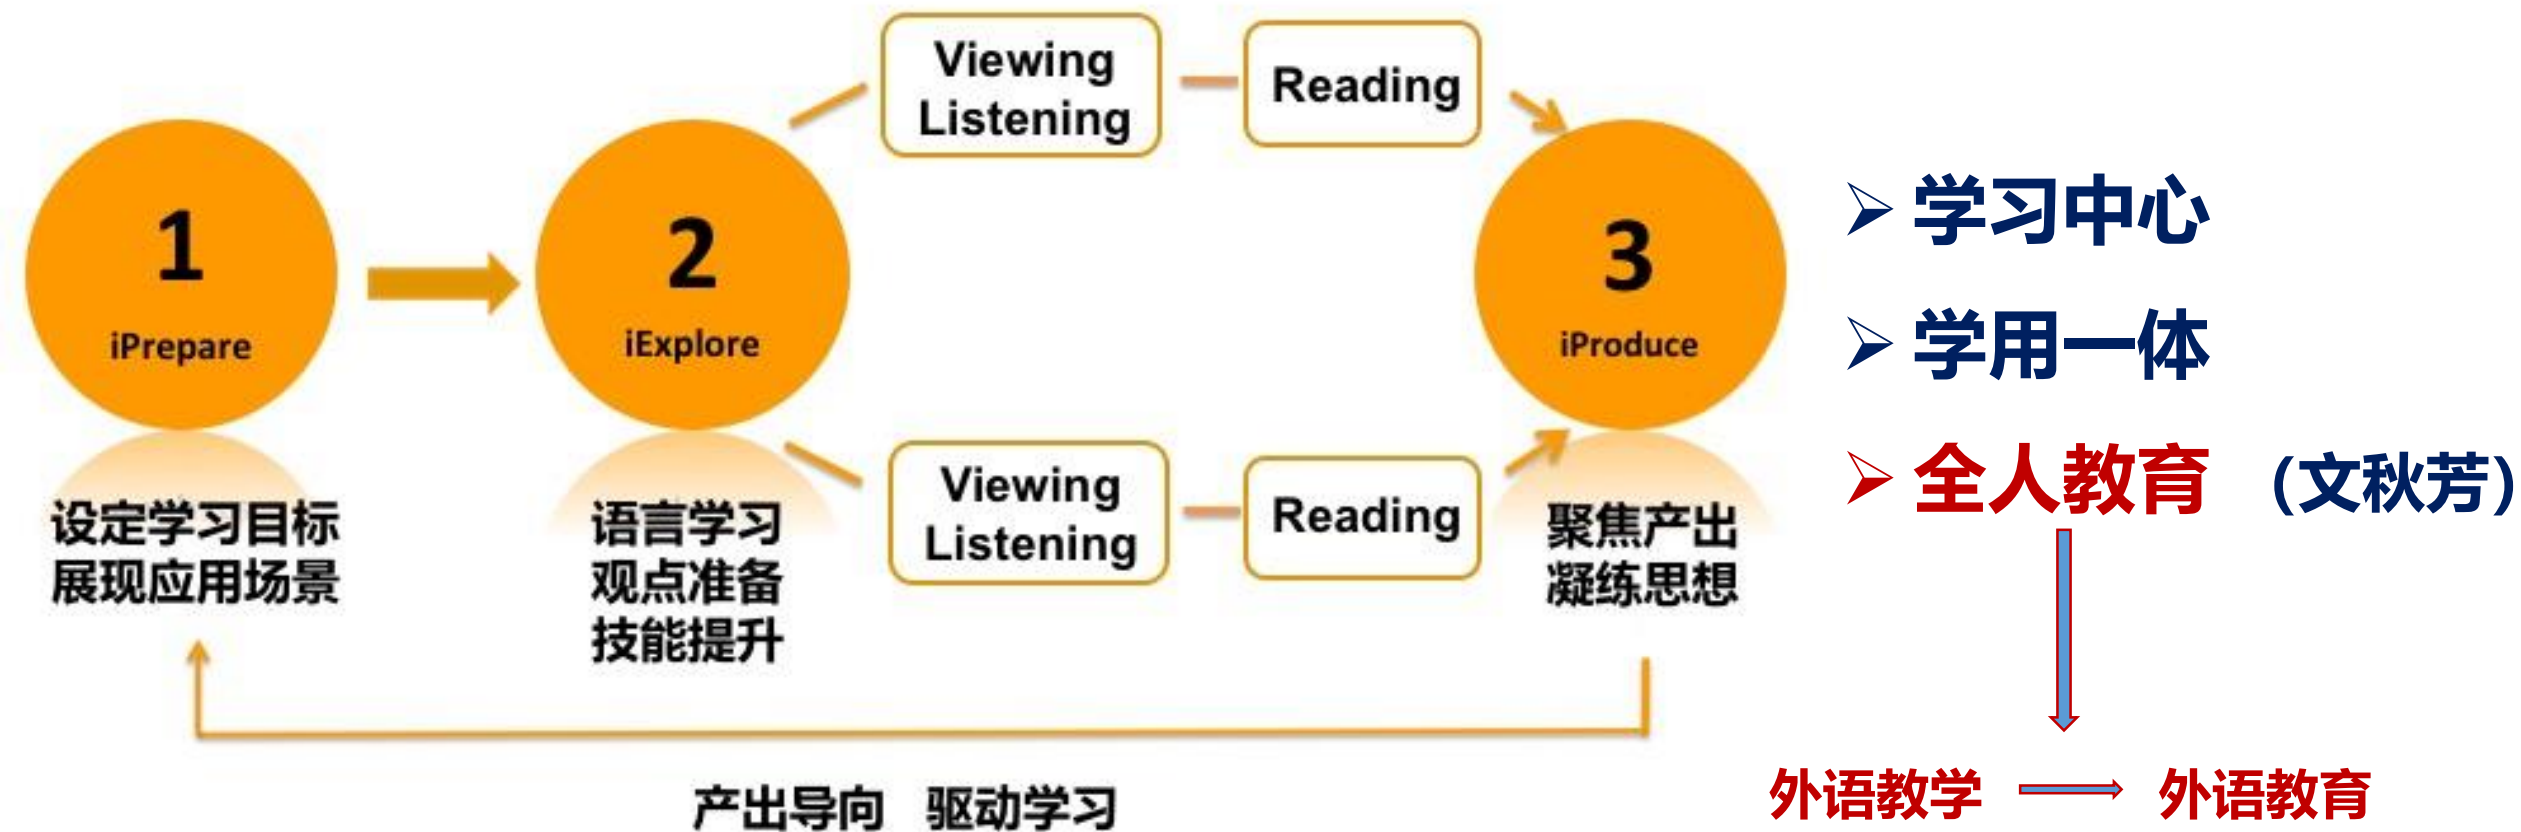 1
iPrepare
设定学习目标
展现应用场景
2
iExplore
语言学习
观点准备
技能提升
Viewing
Listening
Reading
Viewing
Listening
Reading
3
iProduce
聚焦产出
凝练思想
产出导向 驱动学习
学习中心
学用一体
全人教育 (文秋芳)
外语教学 外语教育